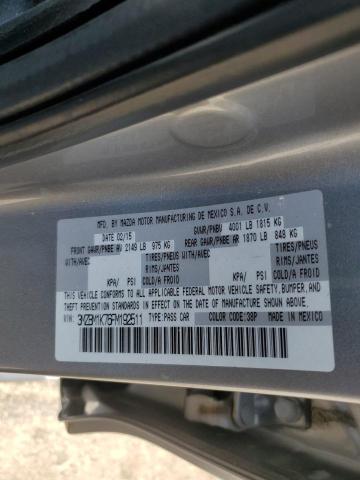 MFD. BY MAZDA MOTOR MANUFACTURING DE MEXICO S.A. DE C.V.
DATE 02/15 GVWR/PNBV 4001 LB 1815 KG
FRONT GAWR/PNBE AV 2149 LB 975 KG REAR GAWR/PNBE AR 1870 LB 848 KG
WITH/AVEC TIRES/PNEUS WITH/AVEC TIRES/PNEUS
RIMS/JANTES RIMS/JANTES
KPA/ PSI COLD/A FROID KPA/ PSI COLD/A FROID
THIS VEHICLE CONFORMS TO ALL APPLICABLE FEDERAL MOTOR VEHICLE SAFETY, BUMPER, AND
THEFT PREVENTION STANDARDS IN EFFECT ON THE DATE OF MANUFACTURE SHOWN ABOVE.
VIN: 3MZBM1K75FM192511 TYPE PASS CAR COLOR CODE: 38P MADE IN MEXICO